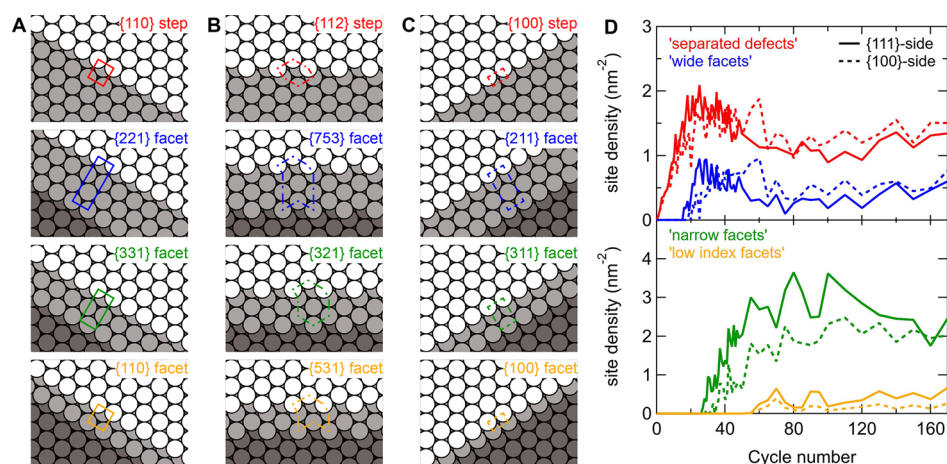 A
{110} step
{221} facet
{331} facet
{110} facet
B
{112} step
{753} facet
{321} facet
{531} facet
C
{100} step
{211} facet
{311} facet
{100} facet
D
3
2
1
0
site density (nm-2)
'separated defects'
'wide facets'
{111}-side
{100}-side
4
3
2
1
0
site density (nm-2)
'narrow facets'
'low index facets'
0 40 80 120 160
Cycle number